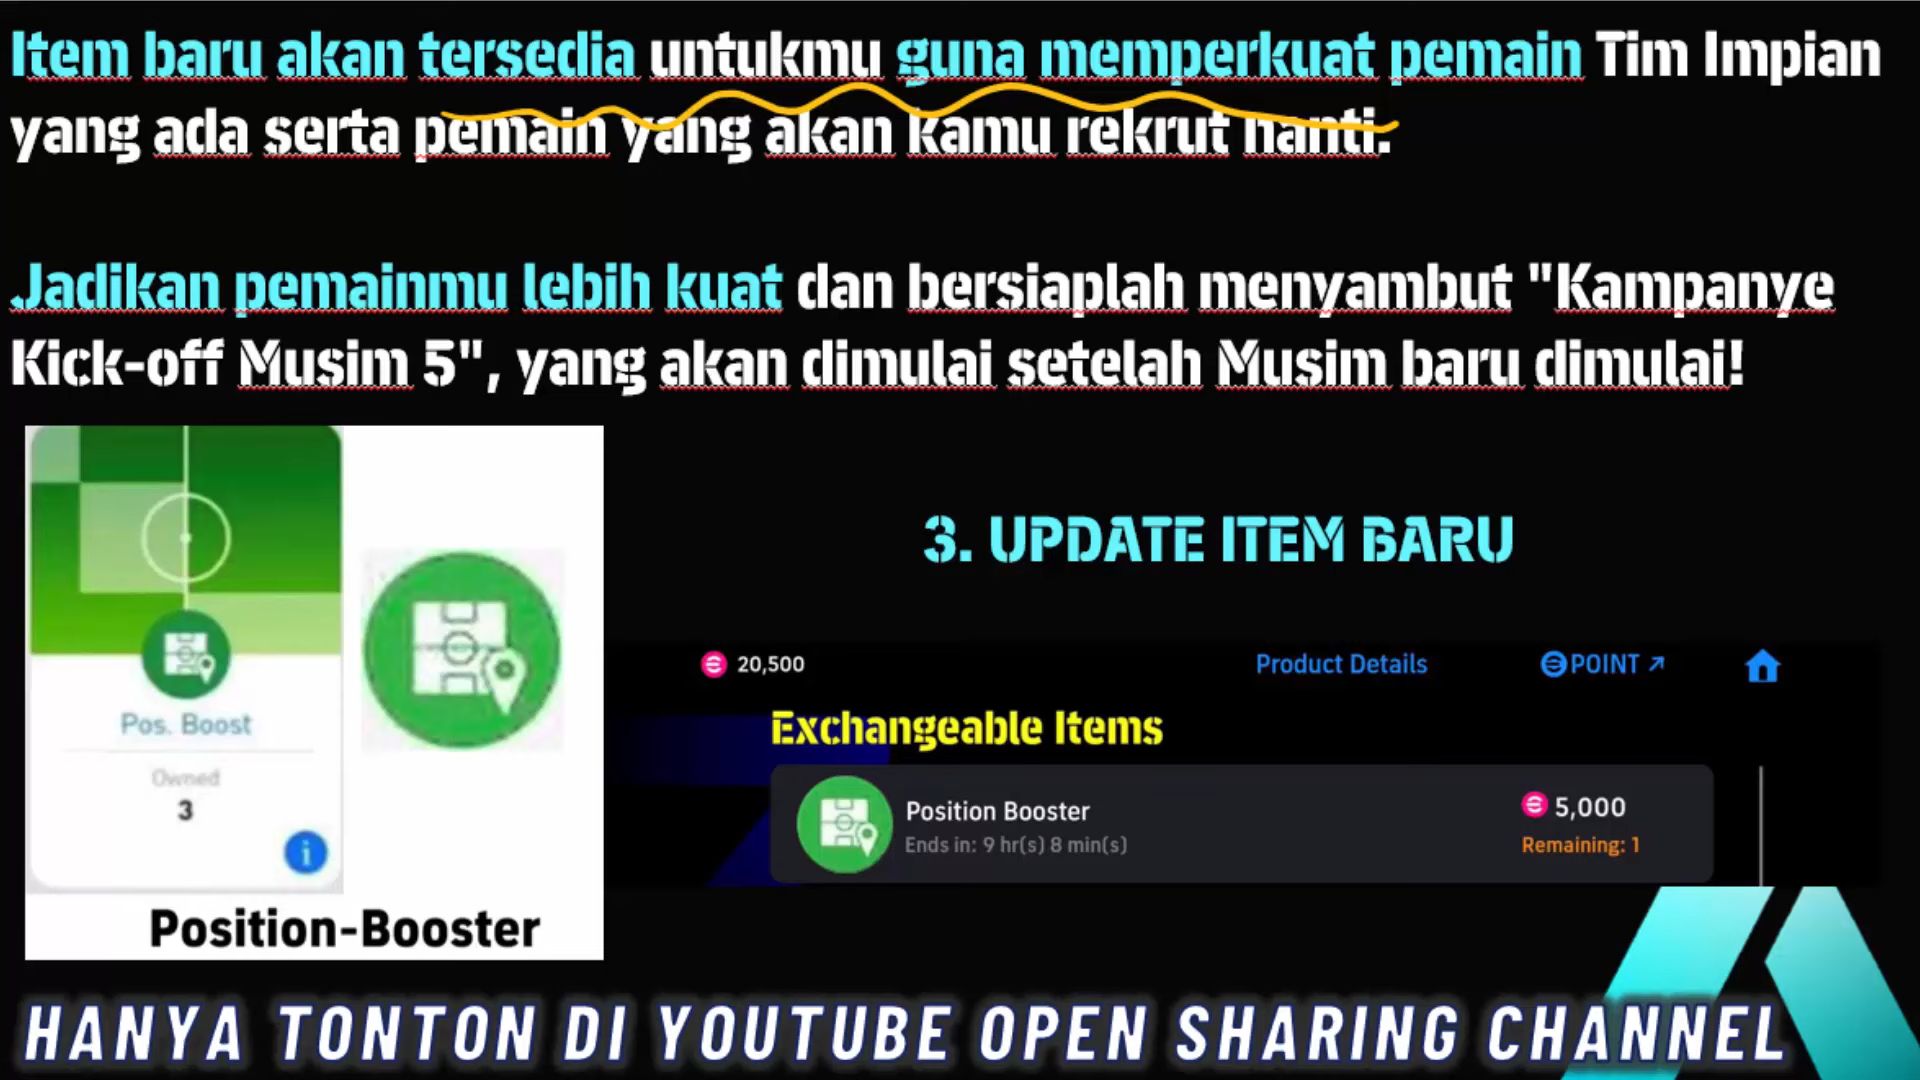 Item baru akan tersedia untukmu guna memperkuat pemain Tim Impian
yang ada serta pemain yang akan kamu rekrut nanti.
Jadikan pemainmu lebih kuat dan bersiaplah menyambut "Kampanye
Kick-off Musim 5", yang akan dimulai setelah Musim baru dimulai!
Pos. Boost
Owned
3
i
Position-Booster
3. UPDATE ITEM BARU
20,500
Product Details
POINT
Exchangeable Items
Position Booster
5,000
Ends in: 9 hr(s) 8 min(s)
Remaining: 1
HANYA TONTON DI YOUTUBE OPEN SHARING CHANNEL